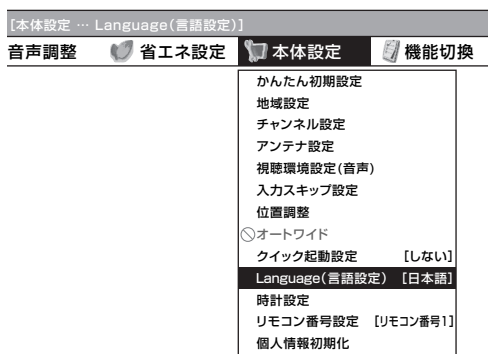 [本体設定 … Language(言語設定)]
音声調整 省エネ設定 本体設定 機能切換
かんたん初期設定
地域設定
チャンネル設定
アンテナ設定
視聴環境設定(音声)
入力スキップ設定
位置調整
オートワイド
クイック起動設定 [しない]
Language(言語設定) [日本語]
時計設定
リモコン番号設定 [リモコン番号1]
個人情報初期化